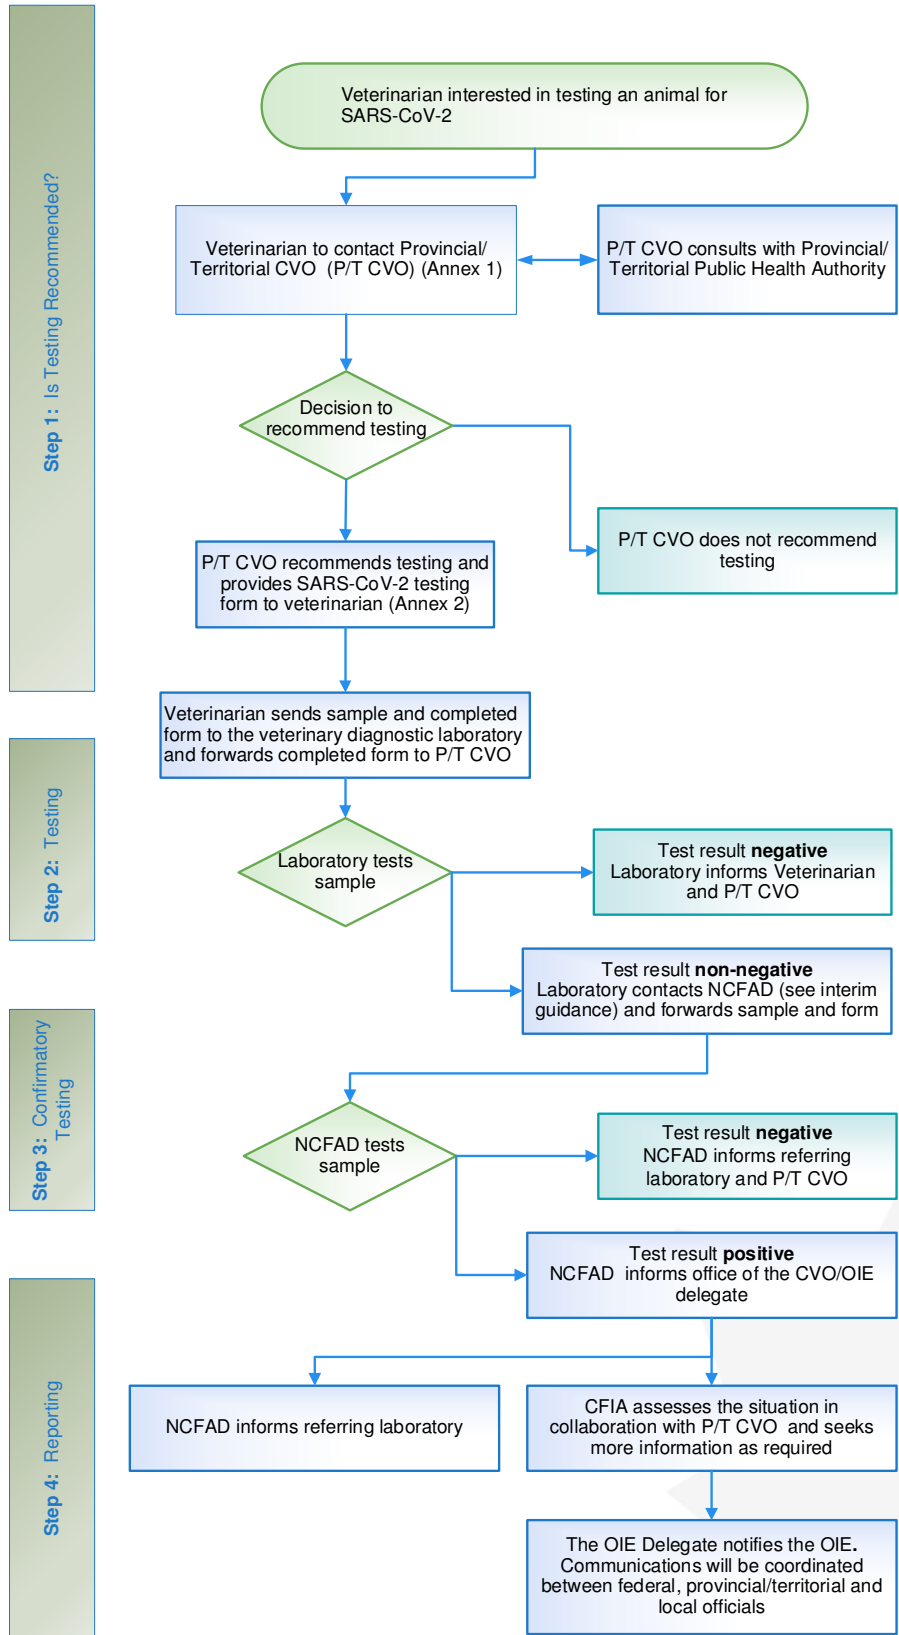 Step 1: Is Testing Recommended?
Veterinarian interested in testing an animal for
SARS-CoV-2
Veterinarian to contact Provincial/
Territorial CVO (P/T CVO) (Annex 1)
P/T CVO consults with Provincial/
Territorial Public Health Authority
Decision to
recommend testing
P/T CVO does not recommend
testing
P/T CVO recommends testing and
provides SARS-CoV-2 testing
form to veterinarian (Annex 2)
Veterinarian sends sample and completed
form to the veterinary diagnostic laboratory
and forwards completed form to P/T CVO
Step 2: Testing
Laboratory tests
sample
Test result negative
Laboratory informs Veterinarian
and P/T CVO
Test result non-negative
Laboratory contacts NCFAD (see interim
guidance) and forwards sample and form
Step 3: Confirmatory
Testing
NCFAD tests
sample
Test result negative
NCFAD informs referring
laboratory and P/T CVO
Test result positive
NCFAD informs office of the CVO/OIE
delegate
Step 4: Reporting
NCFAD informs referring laboratory
CFIA assesses the situation in
collaboration with P/T CVO and seeks
more information as required
The OIE Delegate notifies the OIE.
Communications will be coordinated
between federal, provincial/territorial and
local officials